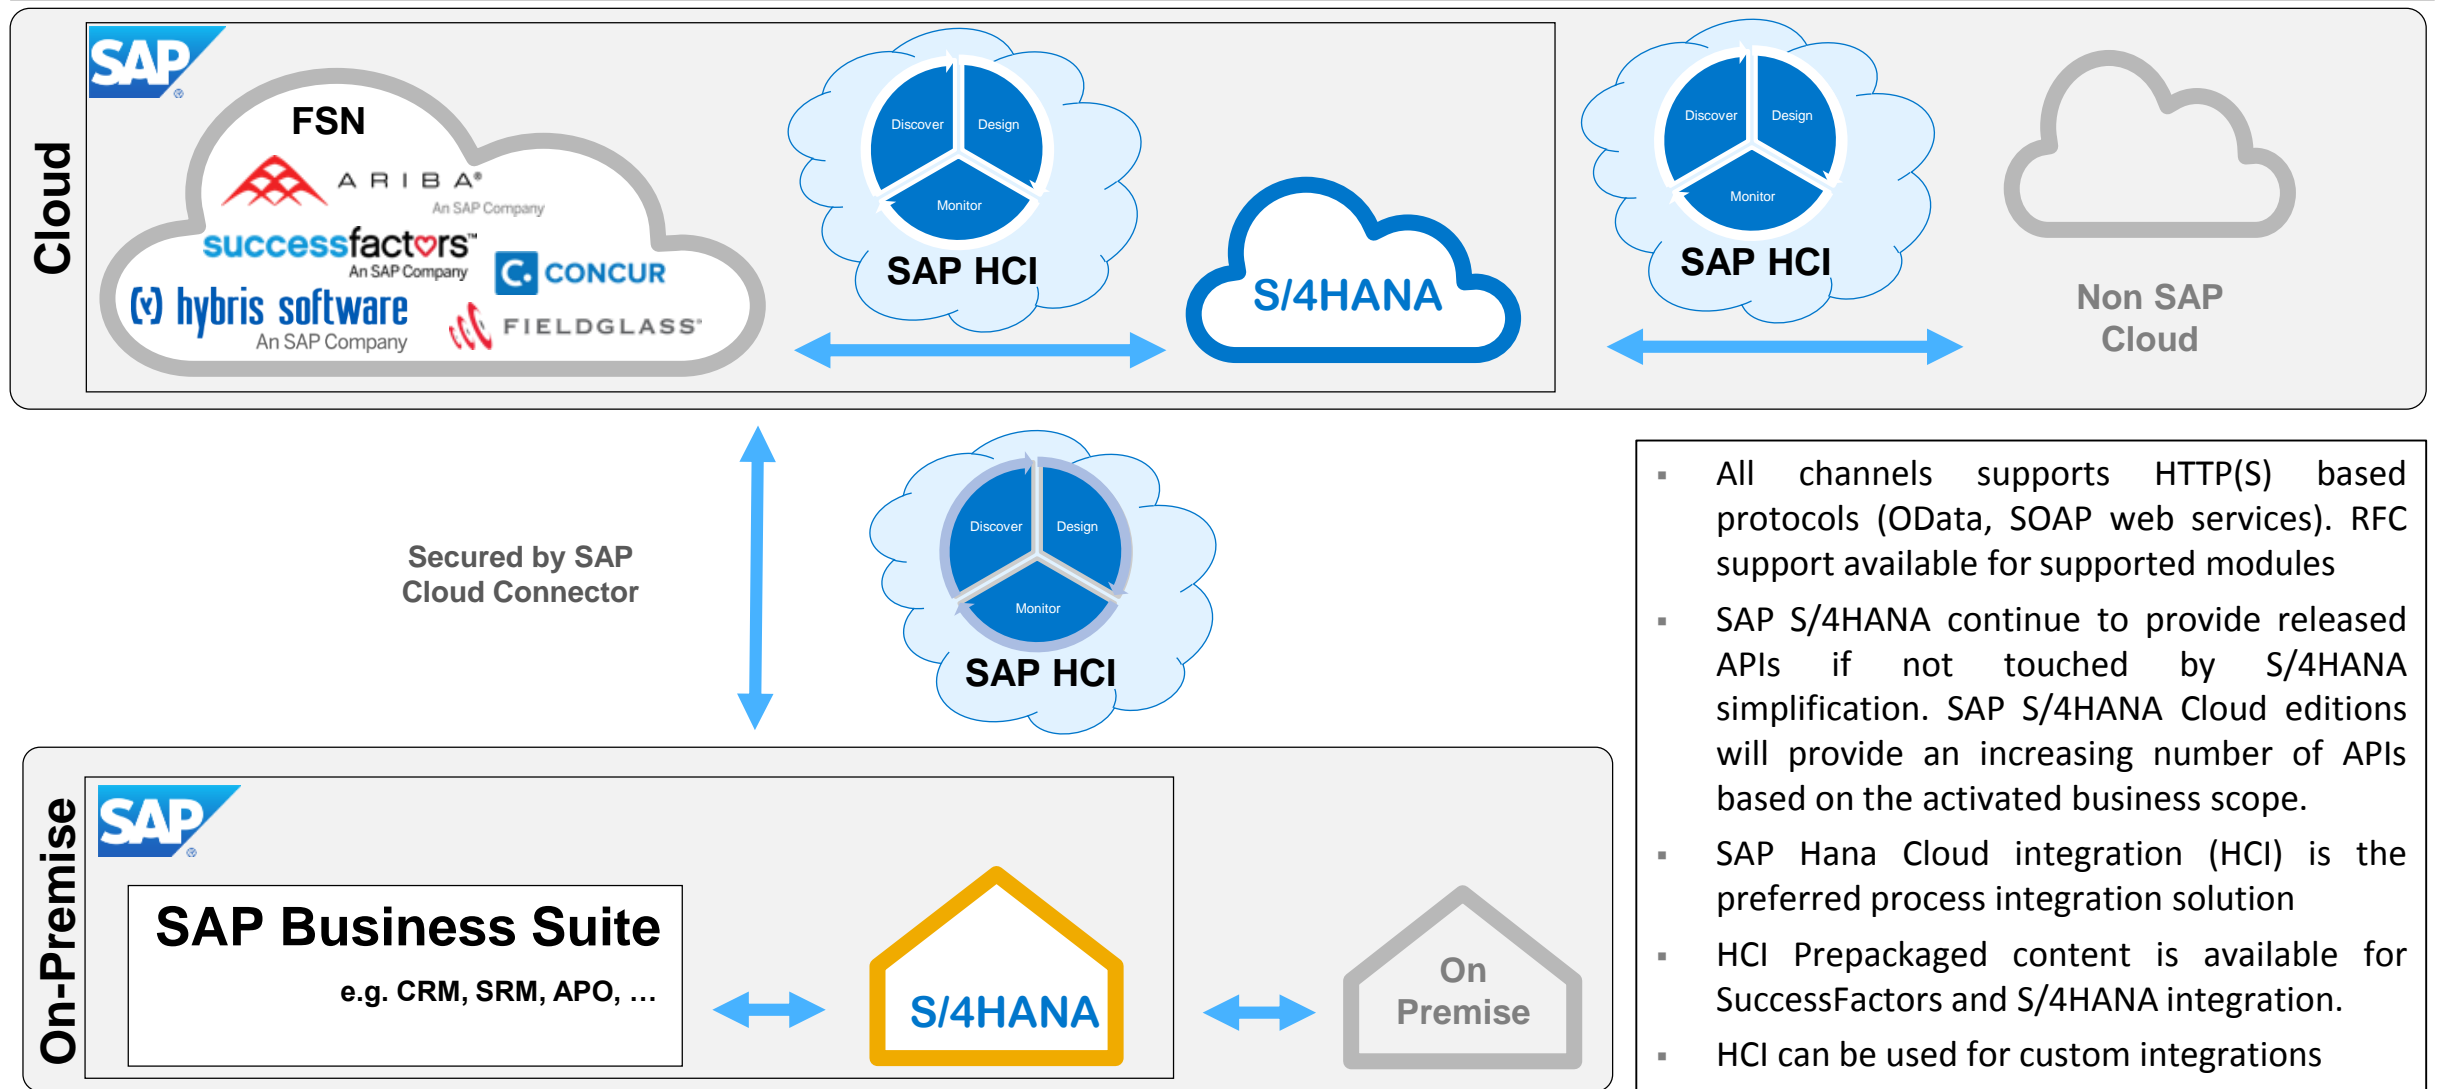 Cloud
SAP
®
FSN
ARIBA®
An SAP Company
successfactors™
An SAP Company
C. CONCUR
(y) hybris software
An SAP Company
FIELDGLASS®
Discover
Design
Monitor
SAP HCI
S/4HANA
Discover
Design
Monitor
SAP HCI
Non SAP
Cloud
Secured by SAP
Cloud Connector
Discover
Design
Monitor
SAP HCI
On-Premise
SAP
®
SAP Business Suite
e.g. CRM, SRM, APO, …
S/4HANA
On
Premise
▪ All channels supports HTTP(S) based
protocols (OData, SOAP web services). RFC
support available for supported modules
▪ SAP S/4HANA continue to provide released
APIs if not touched by S/4HANA
simplification. SAP S/4HANA Cloud editions
will provide an increasing number of APIs
based on the activated business scope.
▪ SAP Hana Cloud integration (HCI) is the
preferred process integration solution
▪ HCI Prepackaged content is available for
SuccessFactors and S/4HANA integration.
▪ HCI can be used for custom integrations